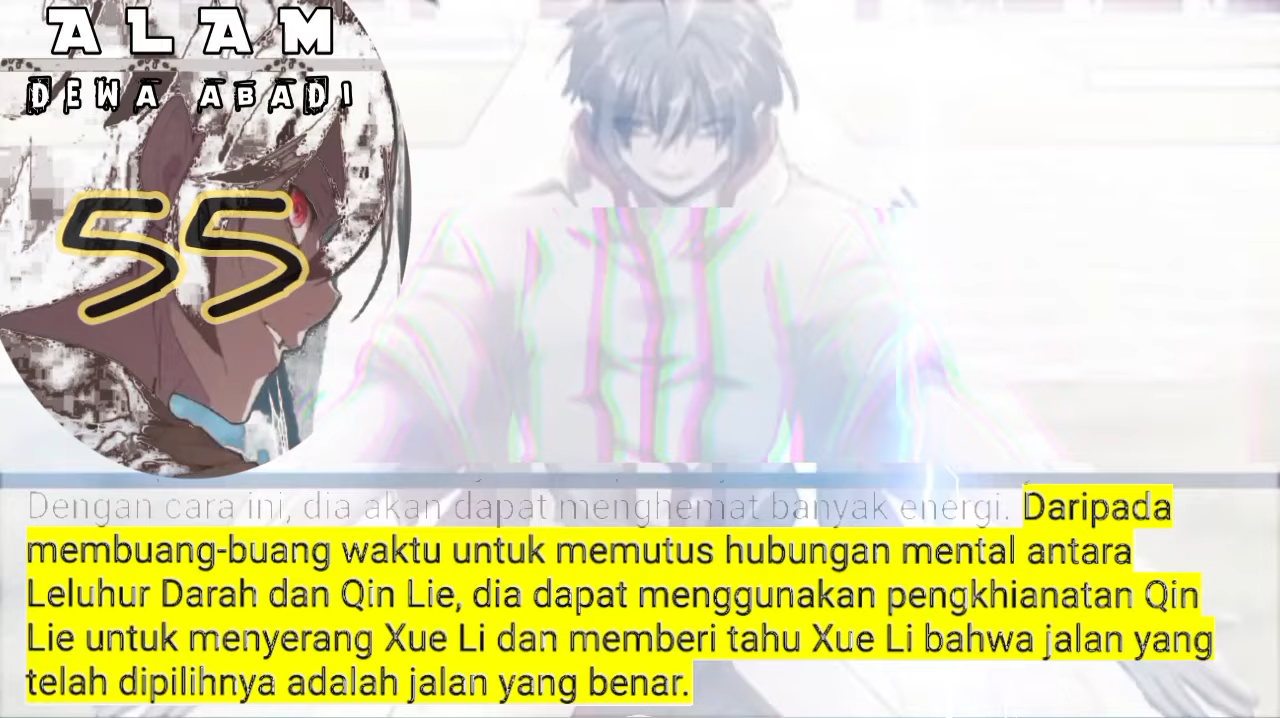 ALAM
DEWA ABADI
55
Dengan cara ini, dia akan dapat menghemat banyak energi. Daripada
membuang-buang waktu untuk memutus hubungan mental antara
Leluhur Darah dan Qin Lie, dia dapat menggunakan pengkhianatan Qin
Lie untuk menyerang Xue Li dan memberi tahu Xue Li bahwa jalan yang
telah dipilihnya adalah jalan yang benar.